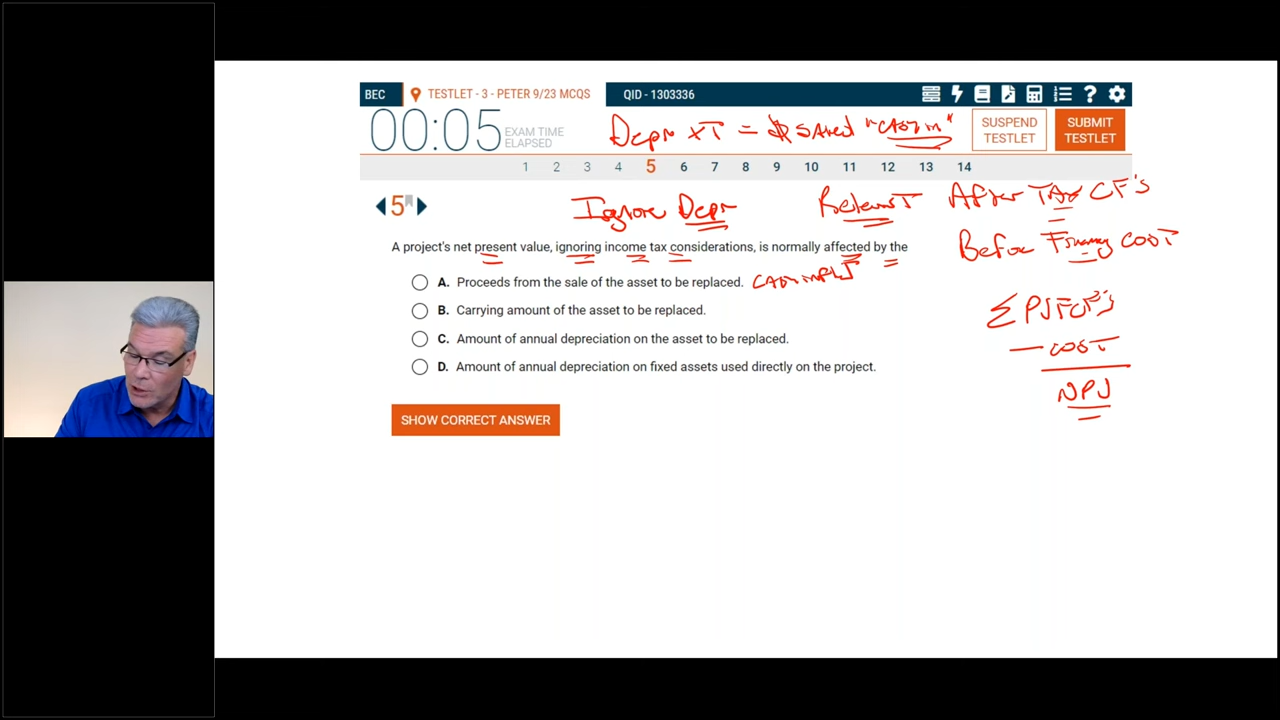 BEC TESTLET - 3 - PETER 9/23 MCQS QID - 1303336
00:05 EXAM TIME ELAPSED
Depr x T = $ saved "cash in"
SUSPEND TESTLET
SUBMIT TESTLET
1 2 3 4 5 6 7 8 9 10 11 12 13 14
5
Ignore Depr
Relevant After Tax CF's
Before Financing Cost
A project's net present value, ignoring income tax considerations, is normally affected by the
A. Proceeds from the sale of the asset to be replaced.
B. Carrying amount of the asset to be replaced.
C. Amount of annual depreciation on the asset to be replaced.
D. Amount of annual depreciation on fixed assets used directly on the project.
Σ PVFCF's
— COST
NPV
SHOW CORRECT ANSWER